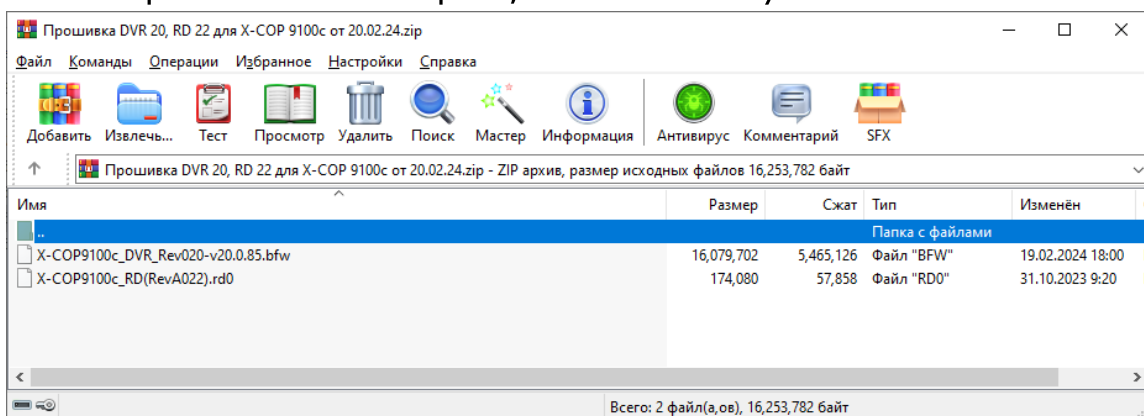 Прошивка DVR 20, RD 22 для X-COP 9100c от 20.02.24.zip
Файл Команды Операции Избранное Настройки Справка
Добавить Извлечь... Тест Просмотр Удалить Поиск Мастер Информация Антивирус Комментарий SFX
Прошивка DVR 20, RD 22 для X-COP 9100c от 20.02.24.zip - ZIP архив, размер исходных файлов 16,253,782 байт
Имя Размер Сжат Тип Изменён
.. Папка с файлами
X-COP9100c_DVR_Rev020-v20.0.85.bfw 16,079,702 5,465,126 Файл "BFW" 19.02.2024 18:00
X-COP9100c_RD(RevA022).rd0 174,080 57,858 Файл "RD0" 31.10.2023 9:20
Всего: 2 файл(а,ов), 16,253,782 байт